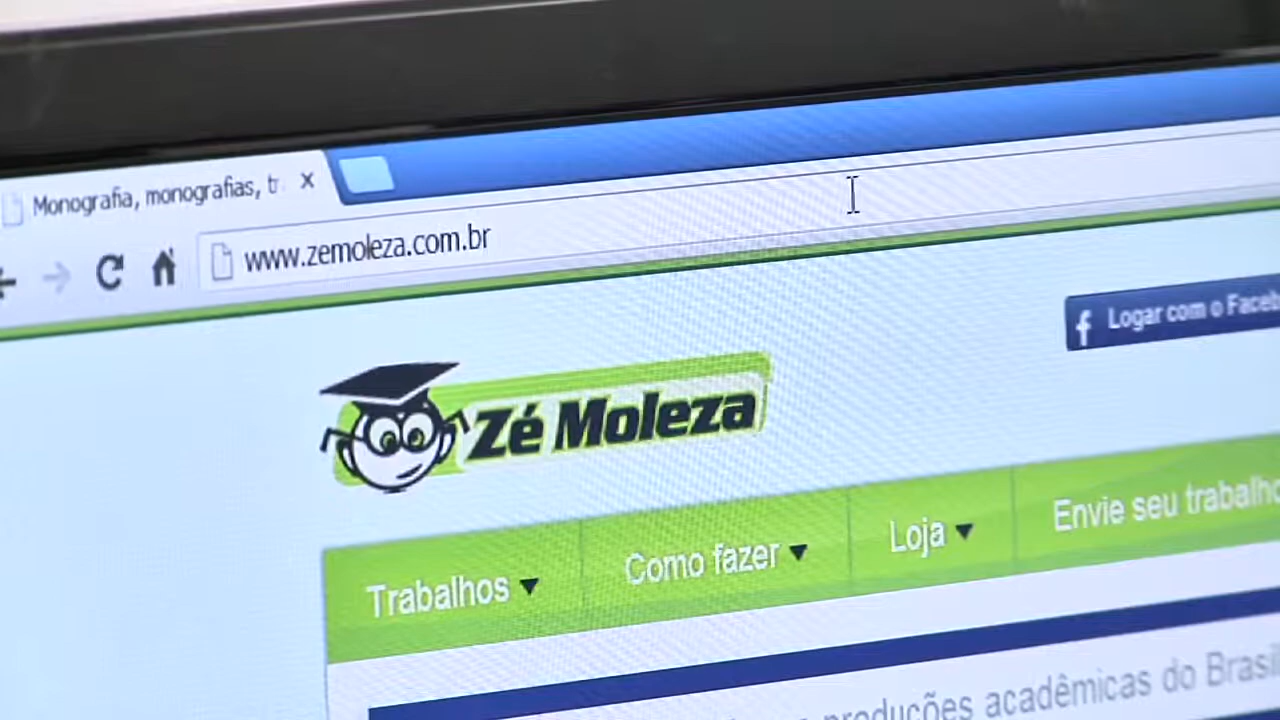 Monografia, monografias, tr
www.zemoleza.com.br
Logar com o Faceb
Zé Moleza
Trabalhos
Como fazer
Loja
Envie seu trabalho
produções acadêmicas do Brasil